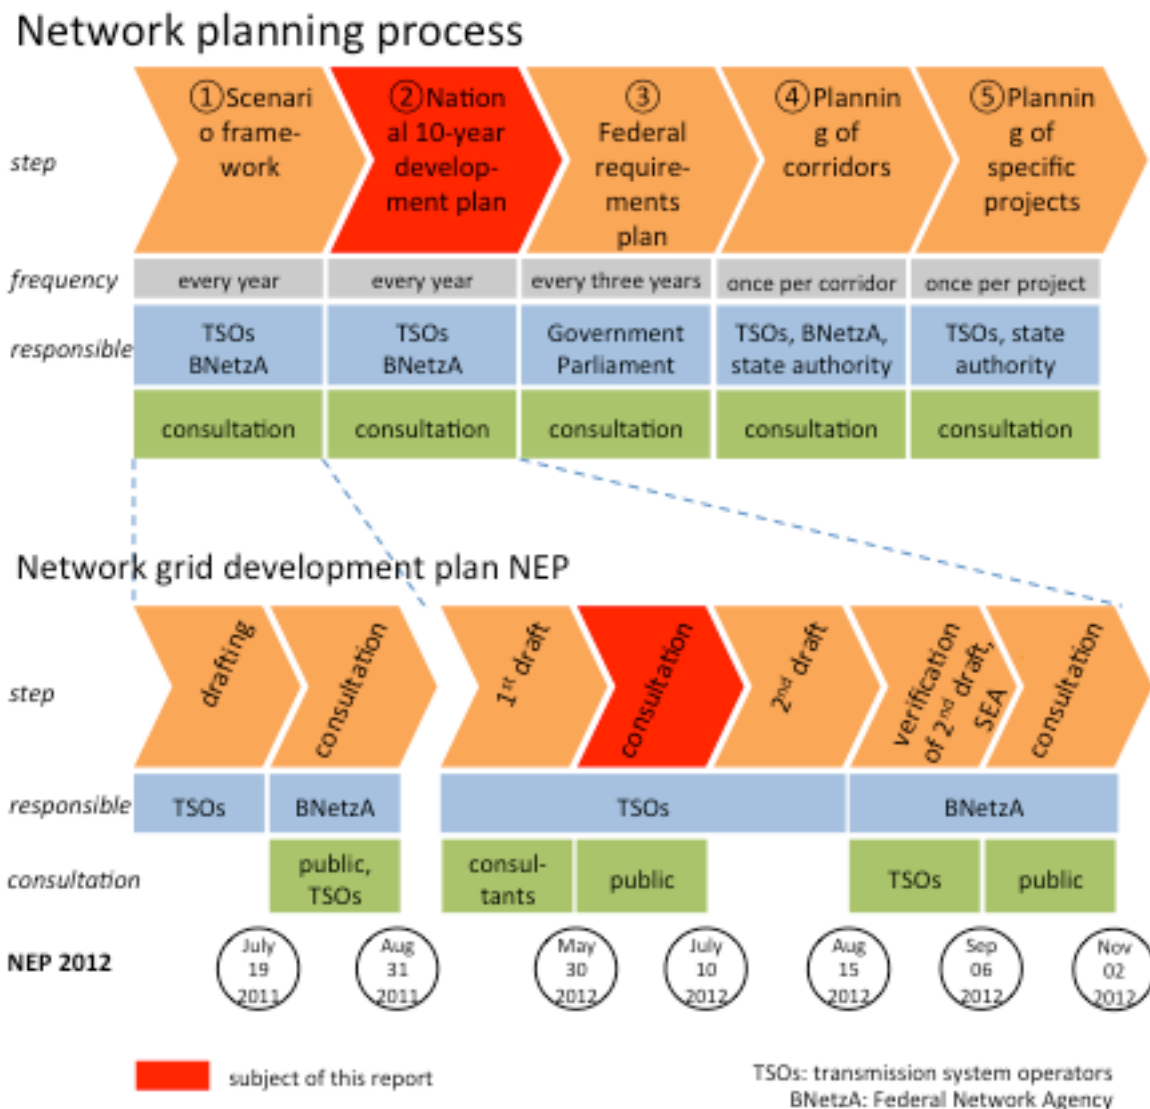 Network planning process
step
①Scenari
o frame-
work
②Nation
al 10-year
develop-
ment plan
③
Federal
require-
ments
plan
④Plannin
g of
corridors
⑤Plannin
g of
specific
projects
frequency
every year
every year
every three years
once per corridor
once per project
responsible
TSOs
BNetzA
TSOs
BNetzA
Government
Parliament
TSOs, BNetzA,
state authority
TSOs, state
authority
consultation
consultation
consultation
consultation
consultation
Network grid development plan NEP
step
drafting
consultation
1st draft
consultation
2nd draft
verification
of 2nd draft,
SEA
consultation
responsible
TSOs
BNetzA
TSOs
BNetzA
consultation
public,
TSOs
consul-
tants
public
TSOs
public
NEP 2012
July
19
2011
Aug
31
2011
May
30
2012
July
10
2012
Aug
15
2012
Sep
06
2012
Nov
02
2012
subject of this report
TSOs: transmission system operators
BNetzA: Federal Network Agency